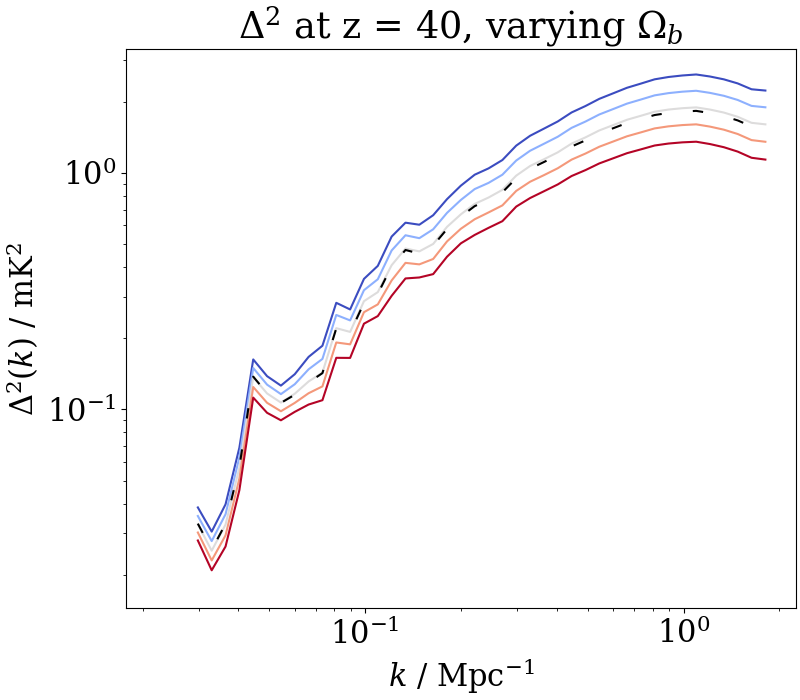 Δ² at z = 40, varying Ω_b
Δ²(k) / mK²
10⁰
10⁻¹
10⁻¹
10⁰
k / Mpc⁻¹